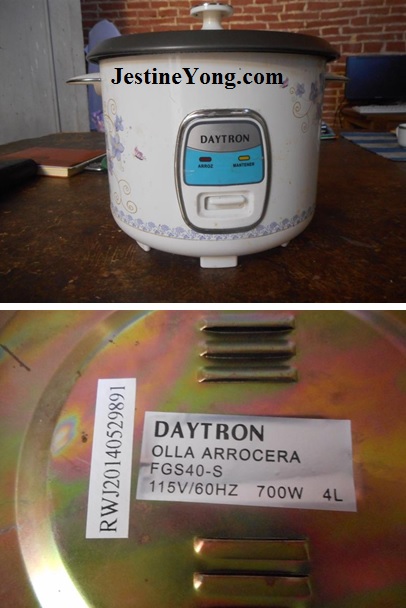 JestineYong.com
DAYTRON
ARROZ MANTENER
RWJ20140529891
DAYTRON
OLLA ARROCERA
FGS40-S
115V/60HZ 700W 4L